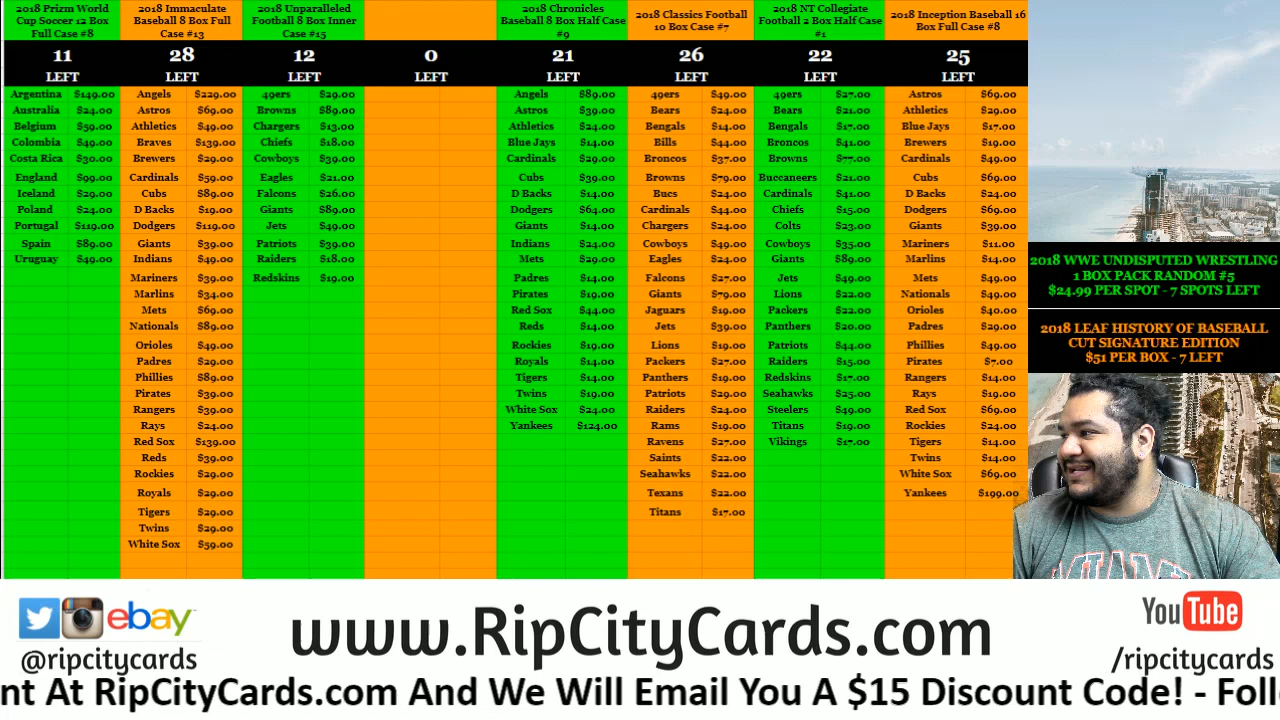 2018 Prizm World
Cup Soccer 12 Box
Full Case #8
11
LEFT
Argentina $149.00
Australia $24.00
Belgium $59.00
Colombia $49.00
Costa Rica $30.00
England $99.00
Iceland $29.00
Poland $24.00
Portugal $119.00
Spain $89.00
Uruguay $49.00
2018 Immaculate
Baseball 8 Box Full
Case #13
28
LEFT
Angels $229.00
Astros $69.00
Athletics $49.00
Braves $139.00
Brewers $29.00
Cardinals $59.00
Cubs $89.00
D Backs $19.00
Dodgers $119.00
Giants $39.00
Indians $49.00
Mariners $39.00
Marlins $34.00
Mets $69.00
Nationals $89.00
Orioles $49.00
Padres $29.00
Phillies $89.00
Pirates $39.00
Rangers $39.00
Rays $24.00
Red Sox $139.00
Reds $39.00
Rockies $29.00
Royals $29.00
Tigers $29.00
Twins $29.00
White Sox $59.00
2018 Unparalleled
Football 8 Box Inner
Case #15
12
LEFT
49ers $29.00
Browns $89.00
Chargers $13.00
Chiefs $18.00
Cowboys $39.00
Eagles $21.00
Falcons $26.00
Giants $89.00
Jets $49.00
Patriots $39.00
Raiders $18.00
Redskins $19.00
0
LEFT
2018 Chronicles
Baseball 8 Box Half Case
#9
21
LEFT
Angels $89.00
Astros $39.00
Athletics $24.00
Blue Jays $14.00
Cardinals $29.00
Cubs $39.00
D Backs $14.00
Dodgers $64.00
Giants $14.00
Indians $24.00
Mets $29.00
Padres $14.00
Pirates $19.00
Red Sox $44.00
Reds $14.00
Rockies $19.00
Royals $14.00
Tigers $14.00
Twins $19.00
White Sox $24.00
Yankees $124.00
2018 Classics Football
10 Box Case #7
26
LEFT
49ers $49.00
Bears $24.00
Bengals $14.00
Bills $44.00
Broncos $37.00
Browns $79.00
Bucs $24.00
Cardinals $44.00
Chargers $24.00
Cowboys $49.00
Eagles $24.00
Falcons $27.00
Giants $79.00
Jaguars $19.00
Jets $39.00
Lions $19.00
Packers $27.00
Panthers $19.00
Patriots $29.00
Raiders $24.00
Rams $19.00
Ravens $27.00
Saints $22.00
Seahawks $22.00
Texans $22.00
Titans $17.00
2018 NT Collegiate
Football 2 Box Half Case
#1
22
LEFT
49ers $27.00
Bears $21.00
Bengals $17.00
Broncos $41.00
Browns $77.00
Buccaneers $21.00
Cardinals $41.00
Chiefs $15.00
Colts $23.00
Cowboys $35.00
Giants $89.00
Jets $49.00
Lions $22.00
Packers $22.00
Panthers $20.00
Patriots $44.00
Raiders $15.00
Redskins $17.00
Seahawks $25.00
Steelers $49.00
Titans $19.00
Vikings $17.00
2018 Inception Baseball 16
Box Full Case #8
25
LEFT
Astros $69.00
Athletics $29.00
Blue Jays $17.00
Brewers $19.00
Cardinals $49.00
Cubs $69.00
D Backs $24.00
Dodgers $69.00
Giants $39.00
Mariners $11.00
Marlins $14.00
Mets $49.00
Nationals $49.00
Orioles $40.00
Padres $29.00
Phillies $49.00
Pirates $7.00
Rangers $14.00
Rays $19.00
Red Sox $69.00
Rockies $24.00
Tigers $14.00
Twins $14.00
White Sox $69.00
Yankees $199.00
2018 WWE UNDISPUTED WRESTLING
1 BOX PACK RANDOM #5
$24.99 PER SPOT - 7 SPOTS LEFT
2018 LEAF HISTORY OF BASEBALL
CUT SIGNATURE EDITION
$51 PER BOX - 7 LEFT
MIAMI
ebay
@ripcitycards
www.RipCityCards.com
YouTube
/ripcitycards
nt At RipCityCards.com And We Will Email You A $15 Discount Code! - Foll